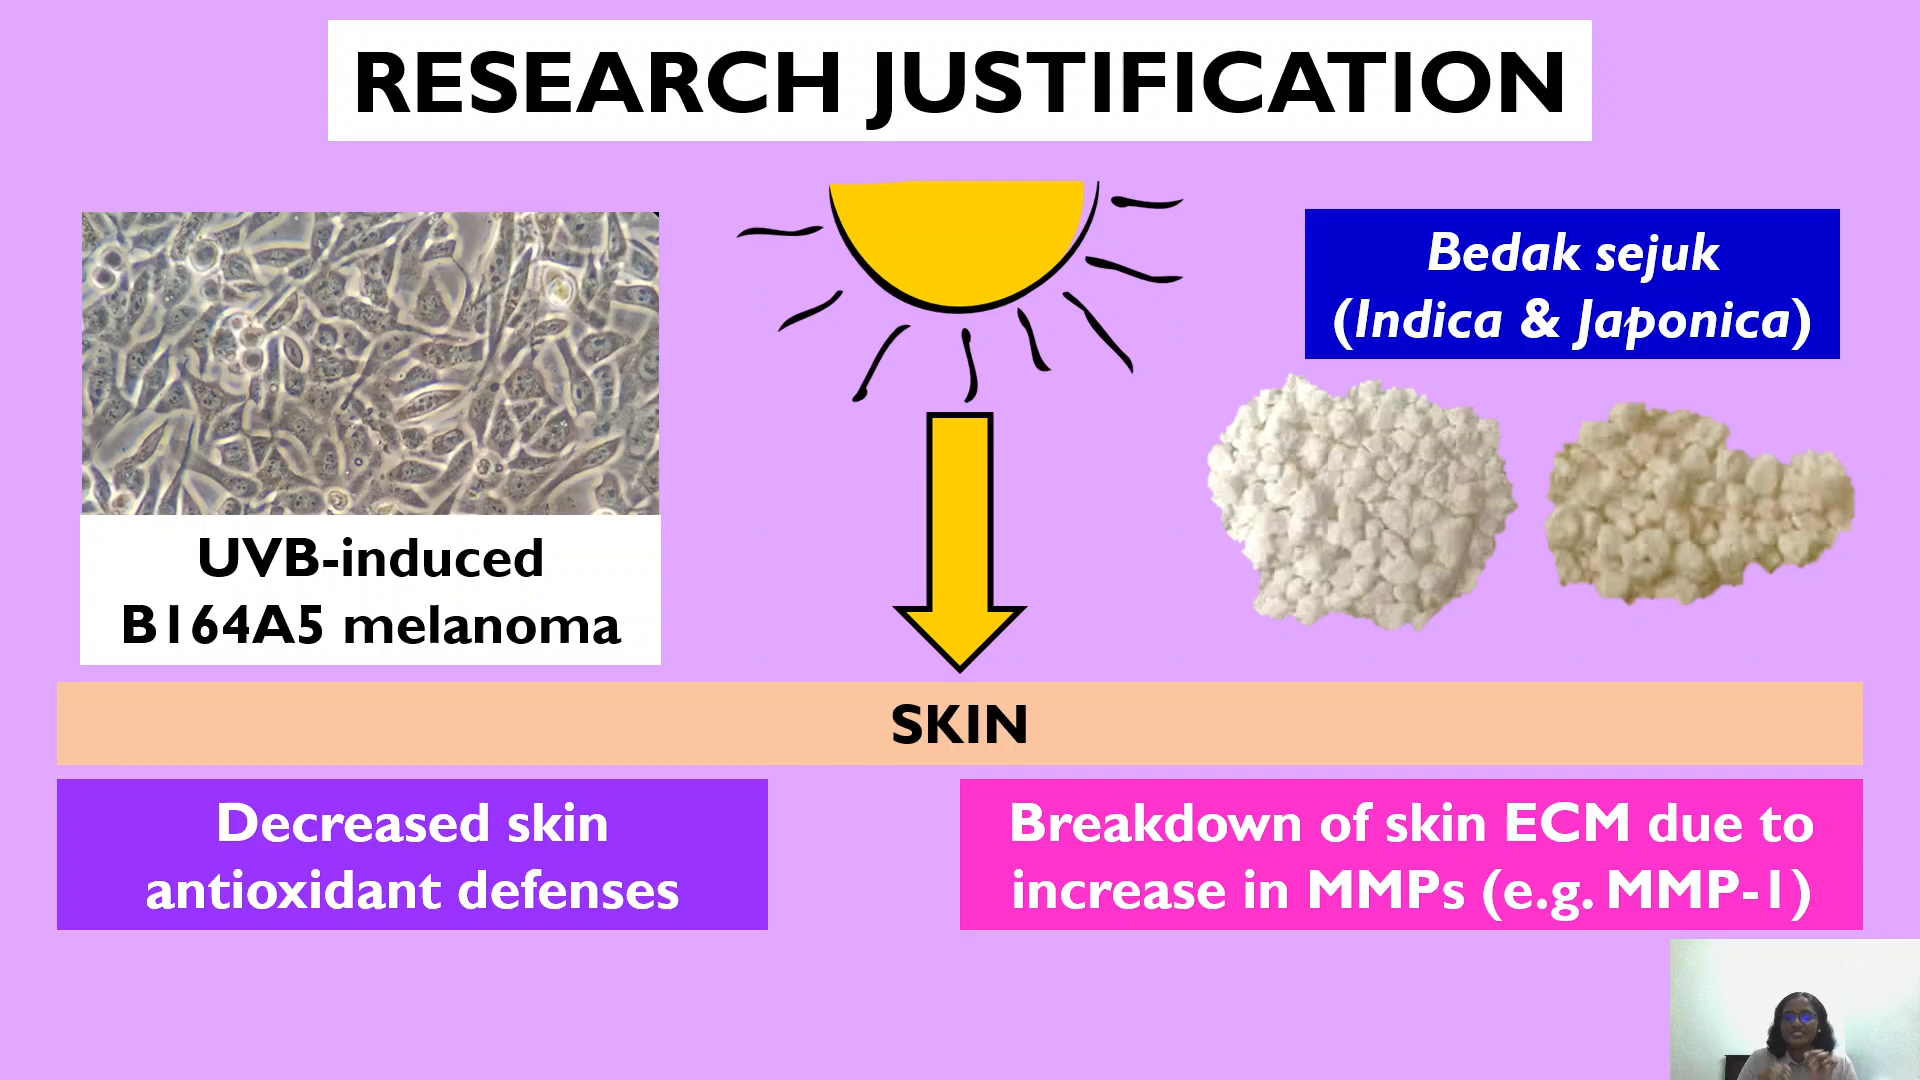 RESEARCH JUSTIFICATION
Bedak sejuk
(Indica & Japonica)
UVB-induced
B164A5 melanoma
SKIN
Decreased skin
antioxidant defenses
Breakdown of skin ECM due to
increase in MMPs (e.g. MMP-1)